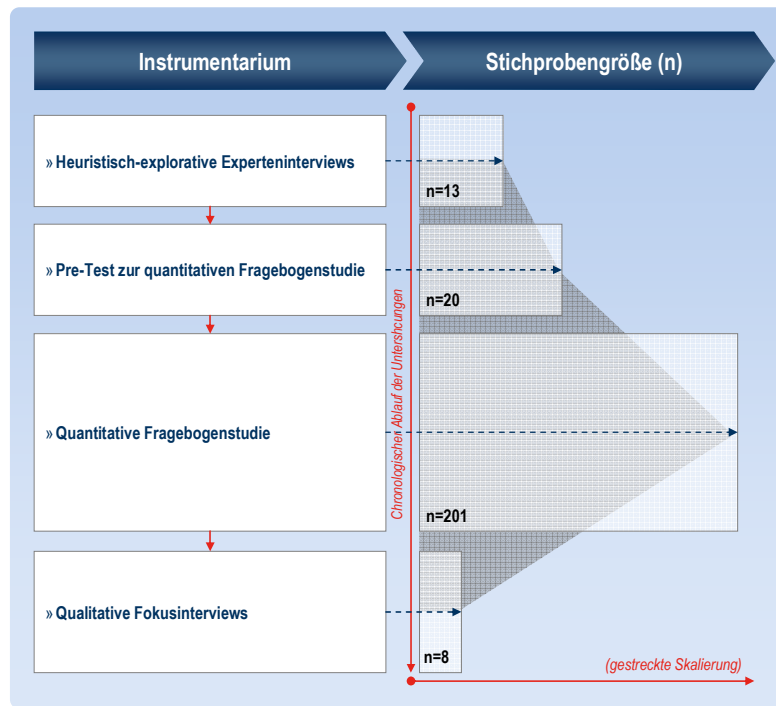 Instrumentarium
Stichprobengröße (n)
» Heuristisch-explorative Experteninterviews
n=13
» Pre-Test zur quantitativen Fragebogenstudie
n=20
Chronologischer Ablauf der Untershcungen
» Quantitative Fragebogenstudie
n=201
» Qualitative Fokusinterviews
n=8
(gestreckte Skalierung)